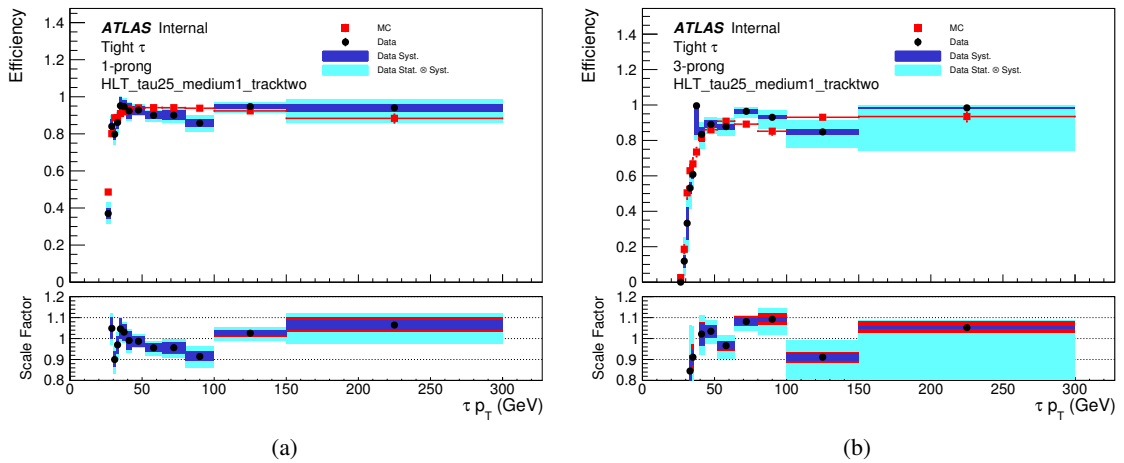 Efficiency
1.4
1.2
1
0.8
0.6
0.4
0.2
0
ATLAS Internal
Tight τ
1-prong
HLT_tau25_medium1_tracktwo
MC
Data
Data Syst.
Data Stat. ⊗ Syst.
Scale Factor
1.2
1.1
1
0.9
0.8
0 50 100 150 200 250 300
τ p_T (GeV)
(a)
Efficiency
1.4
1.2
1
0.8
0.6
0.4
0.2
0
ATLAS Internal
Tight τ
3-prong
HLT_tau25_medium1_tracktwo
MC
Data
Data Syst.
Data Stat. ⊗ Syst.
Scale Factor
1.2
1.1
1
0.9
0.8
0 50 100 150 200 250 300
τ p_T (GeV)
(b)